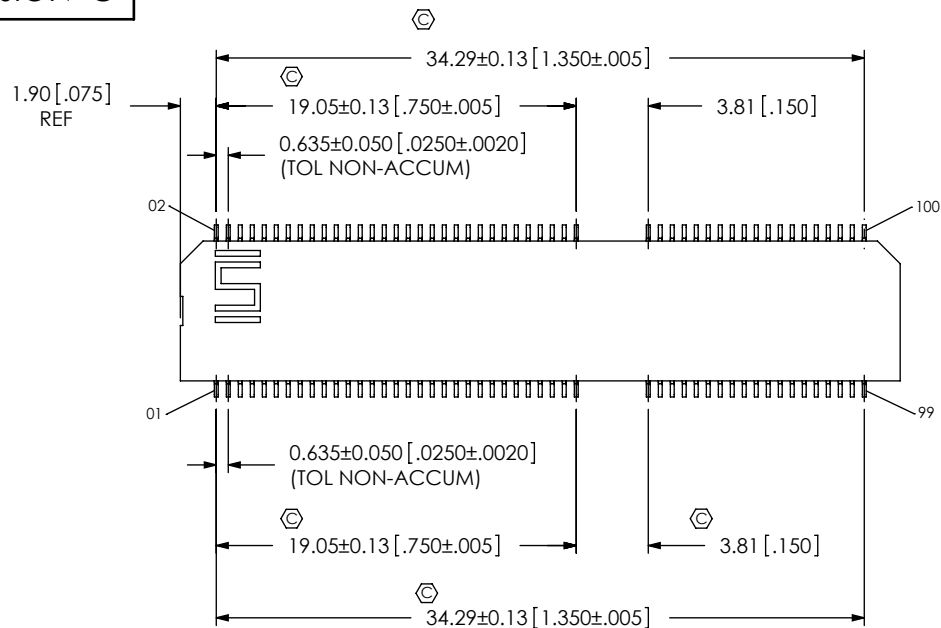 C
34.29±0.13 [1.350±.005]
C
1.90 [.075]
REF
19.05±0.13 [.750±.005]
3.81 [.150]
0.635±0.050 [.0250±.0020]
(TOL NON-ACCUM)
02
100
01
99
0.635±0.050 [.0250±.0020]
(TOL NON-ACCUM)
C
C
19.05±0.13 [.750±.005]
3.81 [.150]
C
34.29±0.13 [1.350±.005]